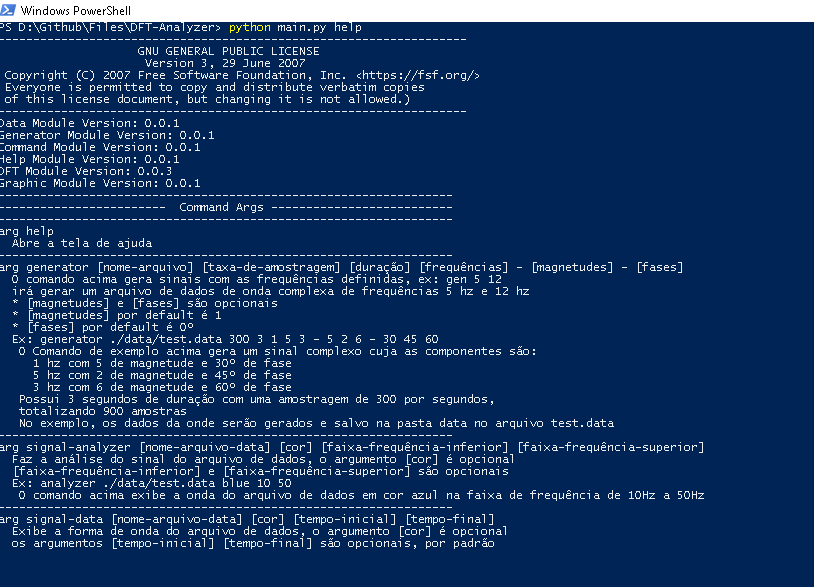 Windows PowerShell
PS D:\Github\Files\DFT-Analyzer> python main.py help
-------------------------------------------------------------------
GNU GENERAL PUBLIC LICENSE
Version 3, 29 June 2007
Copyright (C) 2007 Free Software Foundation, Inc. <https://fsf.org/>
Everyone is permitted to copy and distribute verbatim copies
of this license document, but changing it is not allowed.)
-------------------------------------------------------------------
Data Module Version: 0.0.1
Generator Module Version: 0.0.1
Command Module Version: 0.0.1
Help Module Version: 0.0.1
DFT Module Version: 0.0.3
Graphic Module Version: 0.0.1
-----------------------------------------------------------------
------------------------ Command Args --------------------------
-----------------------------------------------------------------
arg help
Abre a tela de ajuda
-----------------------------------------------------------------
arg generator [nome-arquivo] [taxa-de-amostragem] [duração] [frequências] - [magnetudes] - [fases]
O comando acima gera sinais com as frequências definidas, ex: gen 5 12
irá gerar um arquivo de dados de onda complexa de frequências 5 hz e 12 hz
* [magnetudes] e [fases] são opcionais
* [magnetudes] por default é 1
* [fases] por default é 0º
Ex: generator ./data/test.data 300 3 1 5 3 - 5 2 6 - 30 45 60
O Comando de exemplo acima gera um sinal complexo cuja as componentes são:
1 hz com 5 de magnetude e 30º de fase
5 hz com 2 de magnetude e 45º de fase
3 hz com 6 de magnetude e 60º de fase
Possui 3 segundos de duração com uma amostragem de 300 por segundos,
totalizando 900 amostras
No exemplo, os dados da onde serão gerados e salvo na pasta data no arquivo test.data
-----------------------------------------------------------------
arg signal-analyzer [nome-arquivo-data] [cor] [faixa-frequência-inferior] [faixa-frequência-superior]
Faz a análise do sinal do arquivo de dados, o argumento [cor] é opcional
[faixa-frequência-inferior] e [faixa-frequência-superior] são opcionais
Ex: analyzer ./data/test.data blue 10 50
O comando acima exibe a onda do arquivo de dados em cor azul na faixa de frequência de 10Hz a 50Hz
-----------------------------------------------------------------
arg signal-data [nome-arquivo-data] [cor] [tempo-inicial] [tempo-final]
Exibe a forma de onda do arquivo de dados, o argumento [cor] é opcional
os argumentos [tempo-inicial] [tempo-final] são opcionais, por padrão